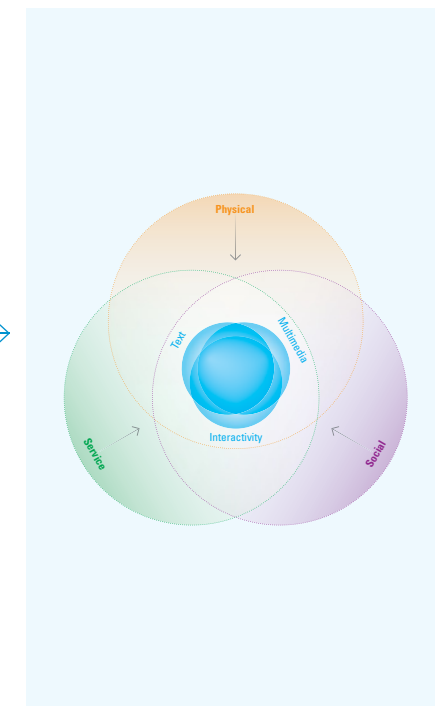 Physical
Text
Multimedia
Interactivity
Service
Social